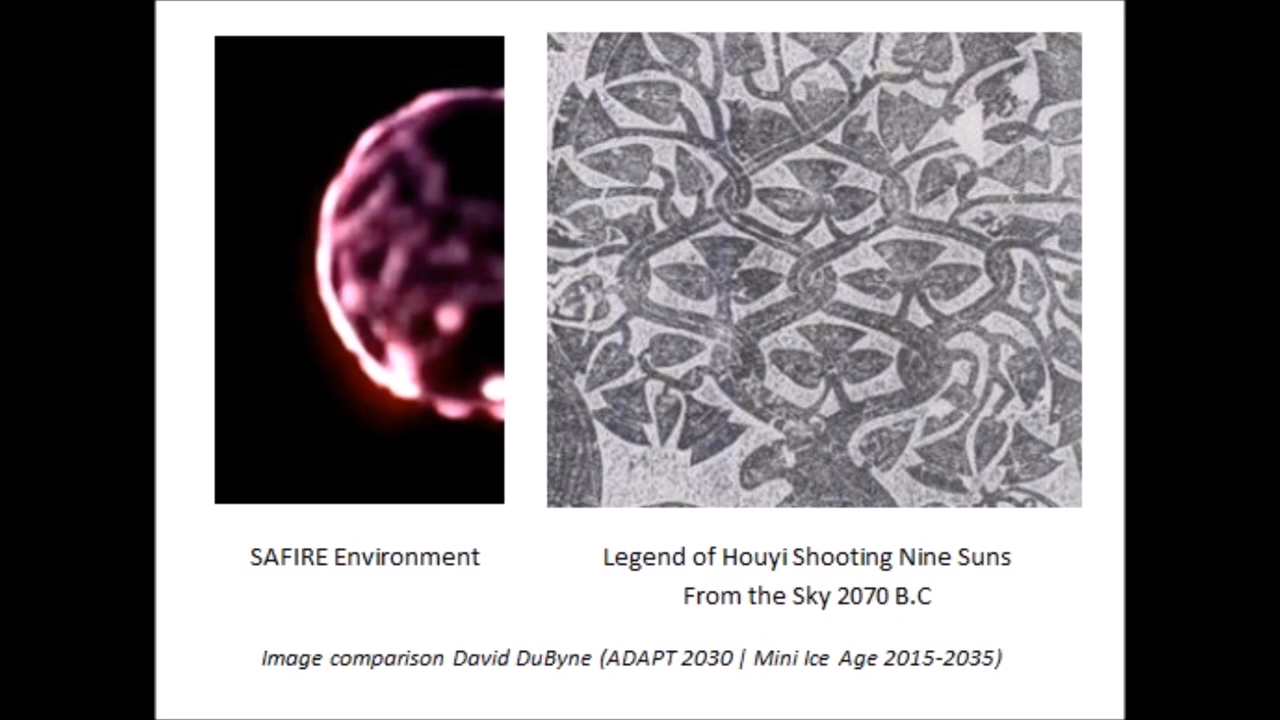 SAFIRE Environment
Legend of Houyi Shooting Nine Suns
From the Sky 2070 B.C
Image comparison David DuByne (ADAPT 2030 | Mini Ice Age 2015-2035)